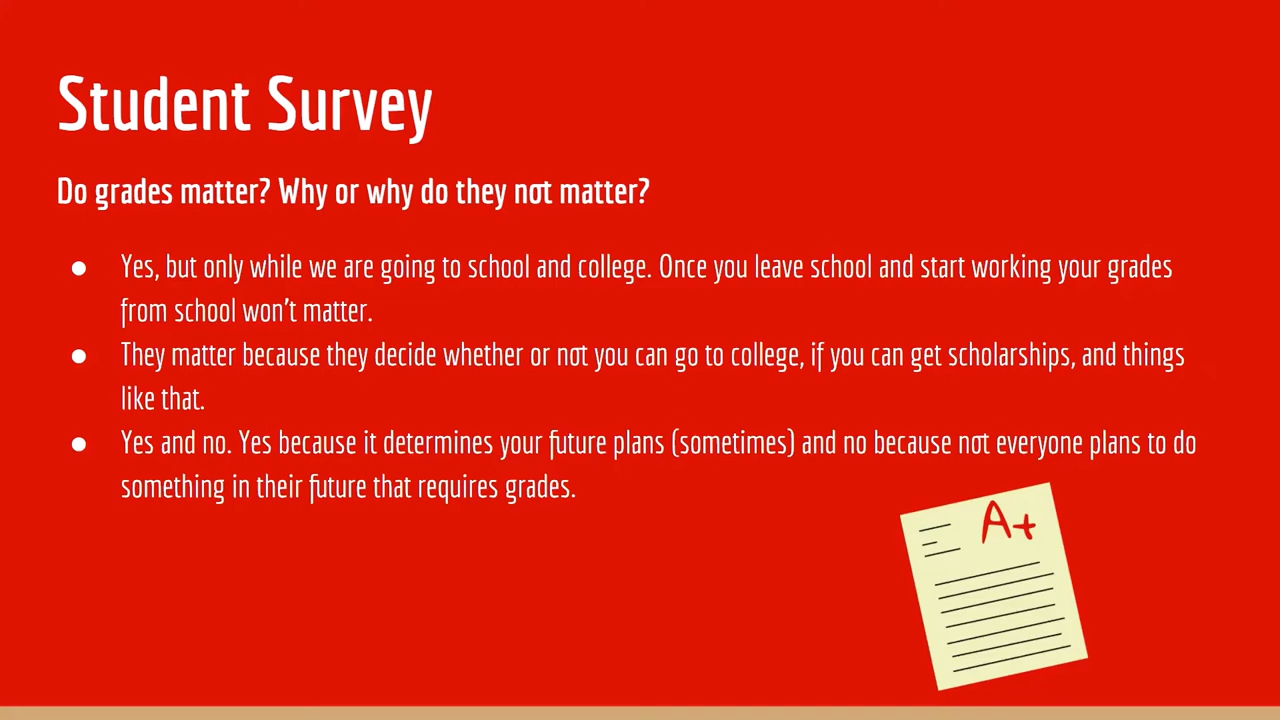 Student Survey
Do grades matter? Why or why do they not matter?
● Yes, but only while we are going to school and college. Once you leave school and start working your grades
from school won't matter.
● They matter because they decide whether or not you can go to college, if you can get scholarships, and things
like that.
● Yes and no. Yes because it determines your future plans (sometimes) and no because not everyone plans to do
something in their future that requires grades.
A+